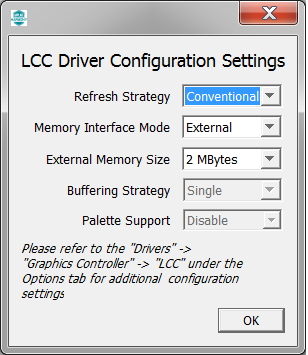 LCC Driver Configuration Settings
Refresh Strategy Conventional
Memory Interface Mode External
External Memory Size 2 MBytes
Buffering Strategy Single
Palette Support Disable
Please refer to the "Drivers" ->
"Graphics Controller" -> "LCC" under the
Options tab for additional configuration
settings
OK